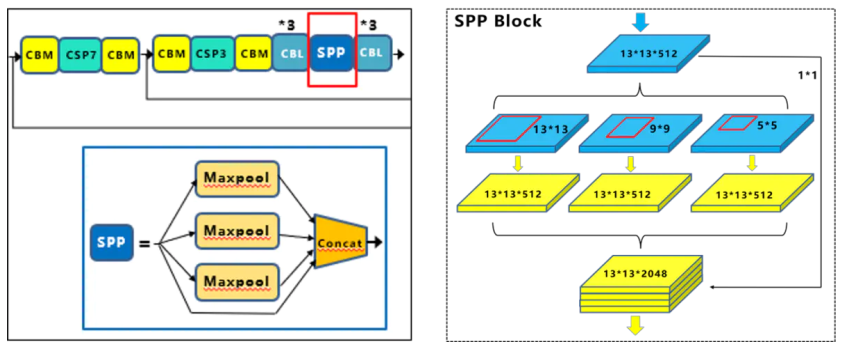 *3 *3
CBM CSP7 CBM CBM CSP3 CBM CBL SPP CBL
SPP = Maxpool
Maxpool
Maxpool
Concat
SPP Block
13*13*512
1*1
13*13 9*9 5*5
13*13*512 13*13*512 13*13*512
13*13*2048